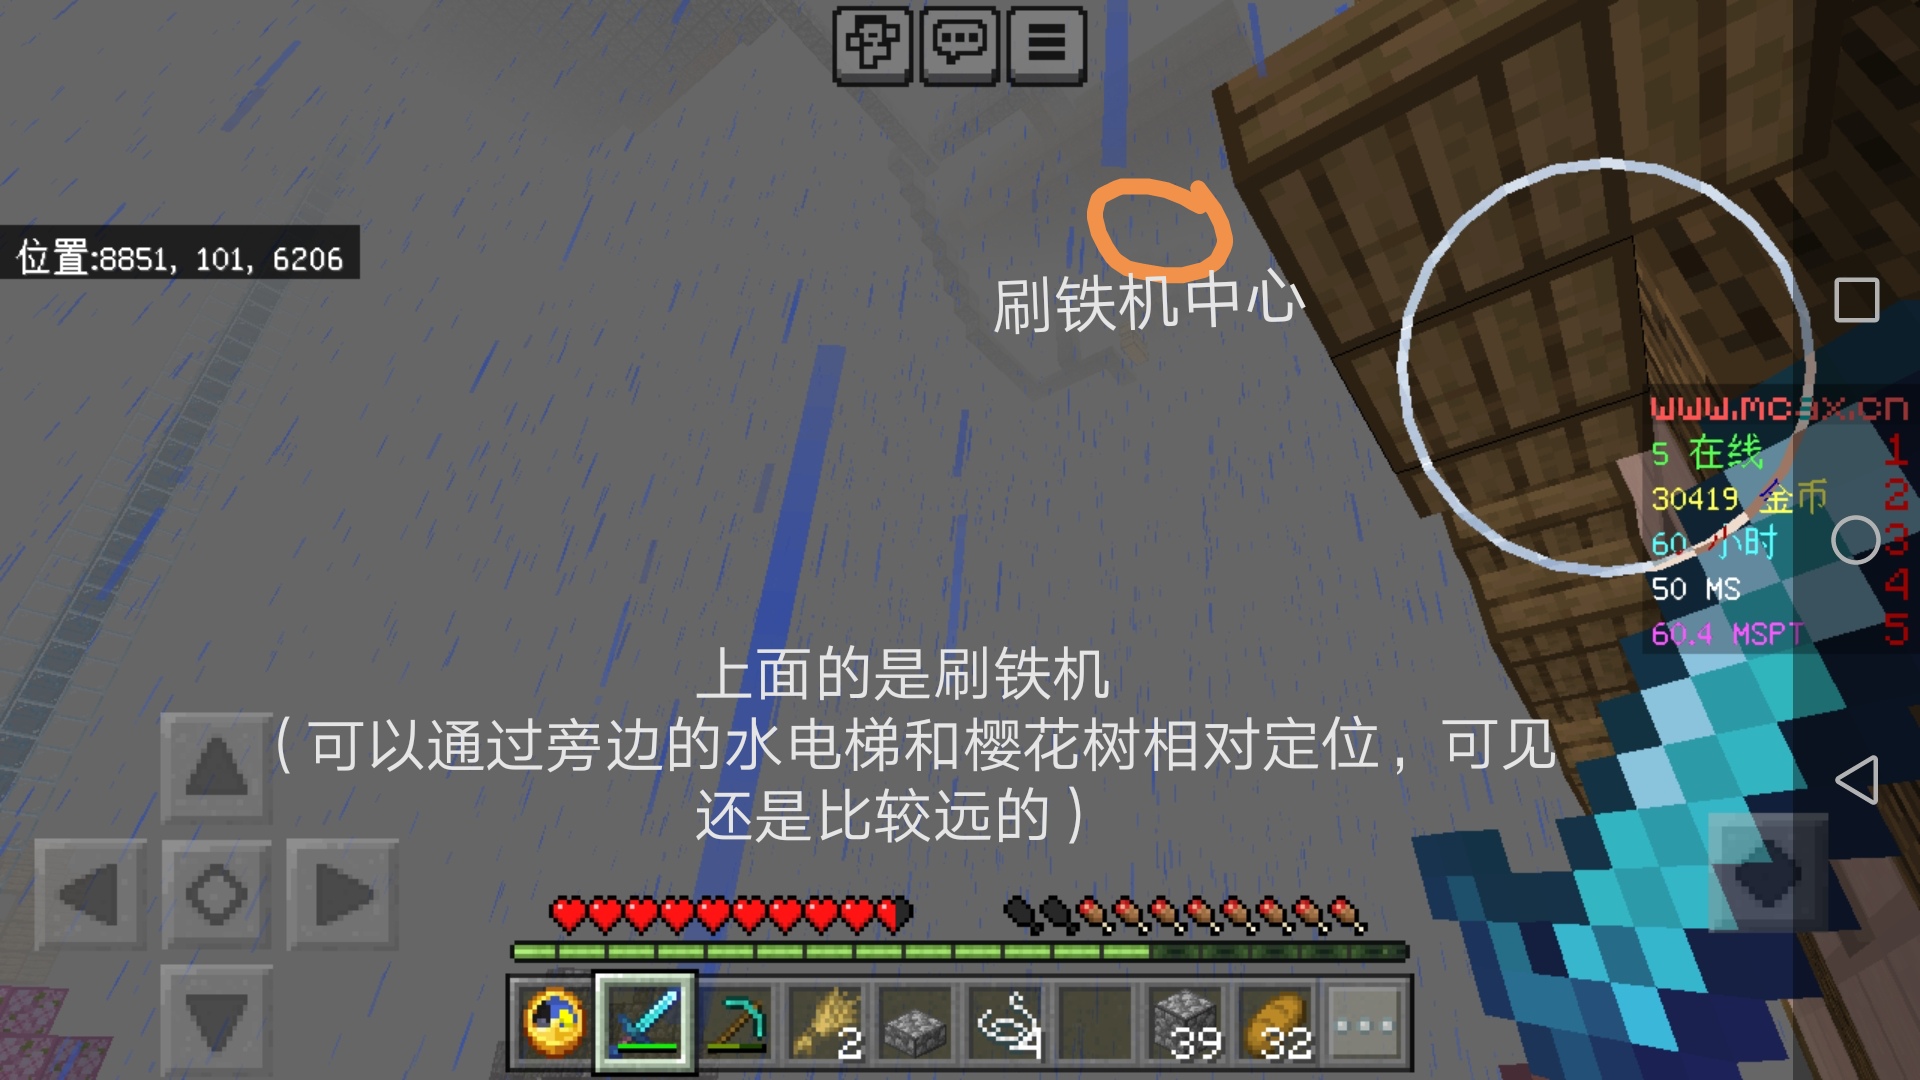 位置:8851, 101, 6206
刷铁机中心
5 在线 1
30419 金币 2
60 小时 3
50 MS 4
60.4 MSPT 5
上面的是刷铁机
（可以通过旁边的水电梯和樱花树相对定位，可见
还是比较远的）
2
39
32